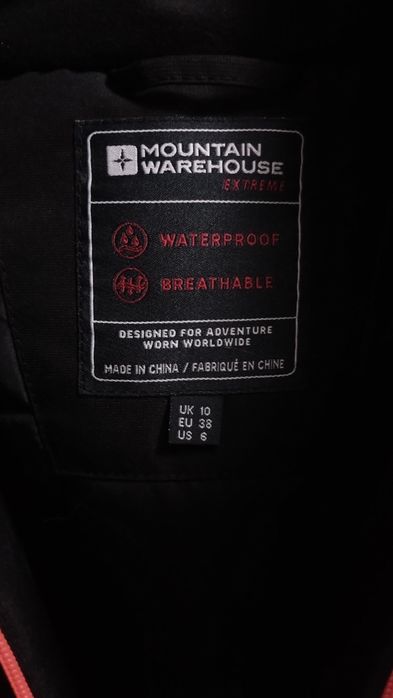 MOUNTAIN
WAREHOUSE
EXTREME
WATERPROOF
BREATHABLE
DESIGNED FOR ADVENTURE
WORN WORLDWIDE
MADE IN CHINA / FABRIQUÉ EN CHINE
UK 10
EU 38
US 6